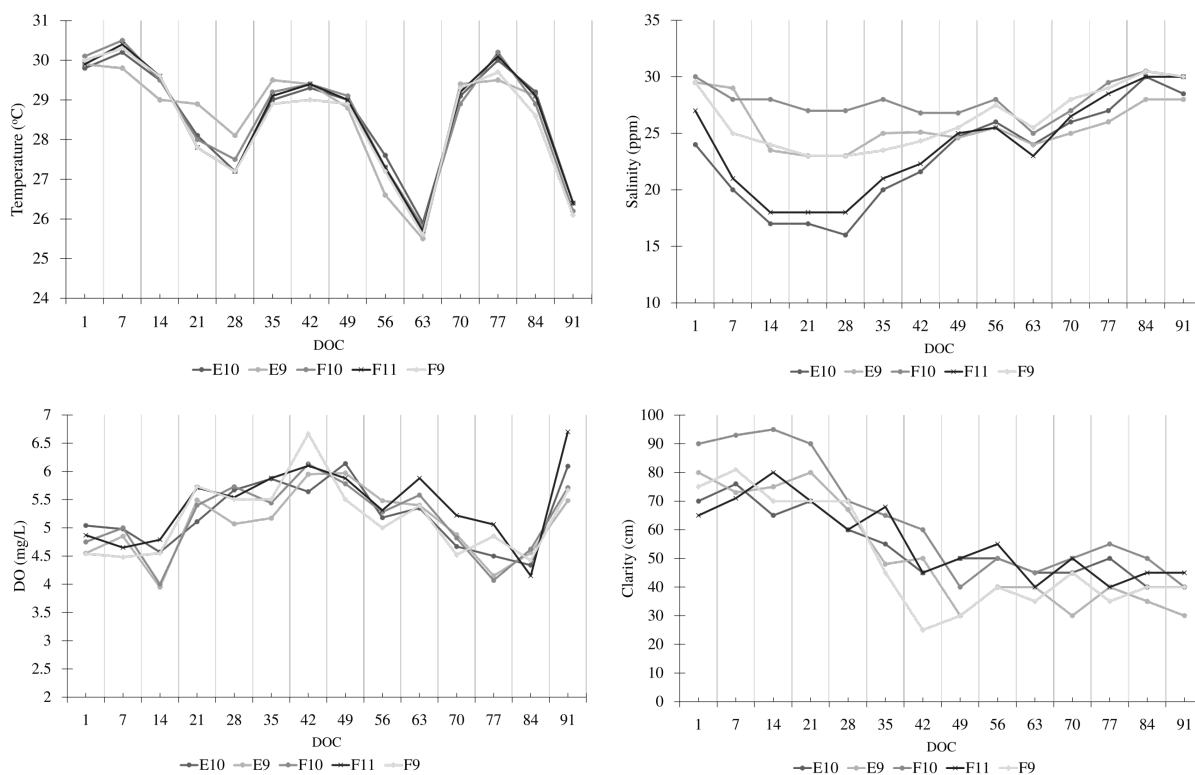 Temperature (°C)
31
30
29
28
27
26
25
24
1 7 14 21 28 35 42 49 56 63 70 77 84 91
DOC
E10 E9 F10 F11 F9
Salinity (ppm)
35
30
25
20
15
10
1 7 14 21 28 35 42 49 56 63 70 77 84 91
DOC
E10 E9 F10 F11 F9
DO (mg/L)
7
6.5
6
5.5
5
4.5
4
3.5
3
2.5
2
1 7 14 21 28 35 42 49 56 63 70 77 84 91
DOC
E10 E9 F10 F11 F9
Clarity (cm)
100
90
80
70
60
50
40
30
20
10
0
1 7 14 21 28 35 42 49 56 63 70 77 84 91
DOC
E10 E9 F10 F11 F9